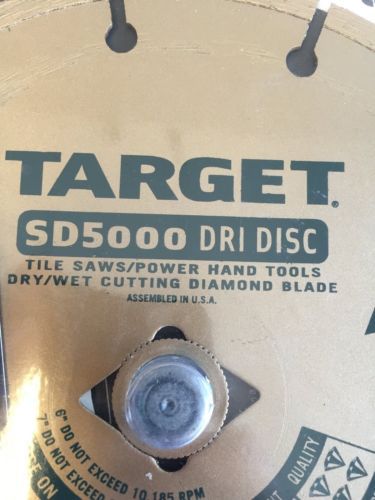 TARGET®
SD5000 DRI DISC
TILE SAWS/POWER HAND TOOLS
DRY/WET CUTTING DIAMOND BLADE
ASSEMBLED IN U.S.A.
6" DO NOT EXCEED 10,185 RPM
7" DO NOT EXCEED
QUALITY
ON